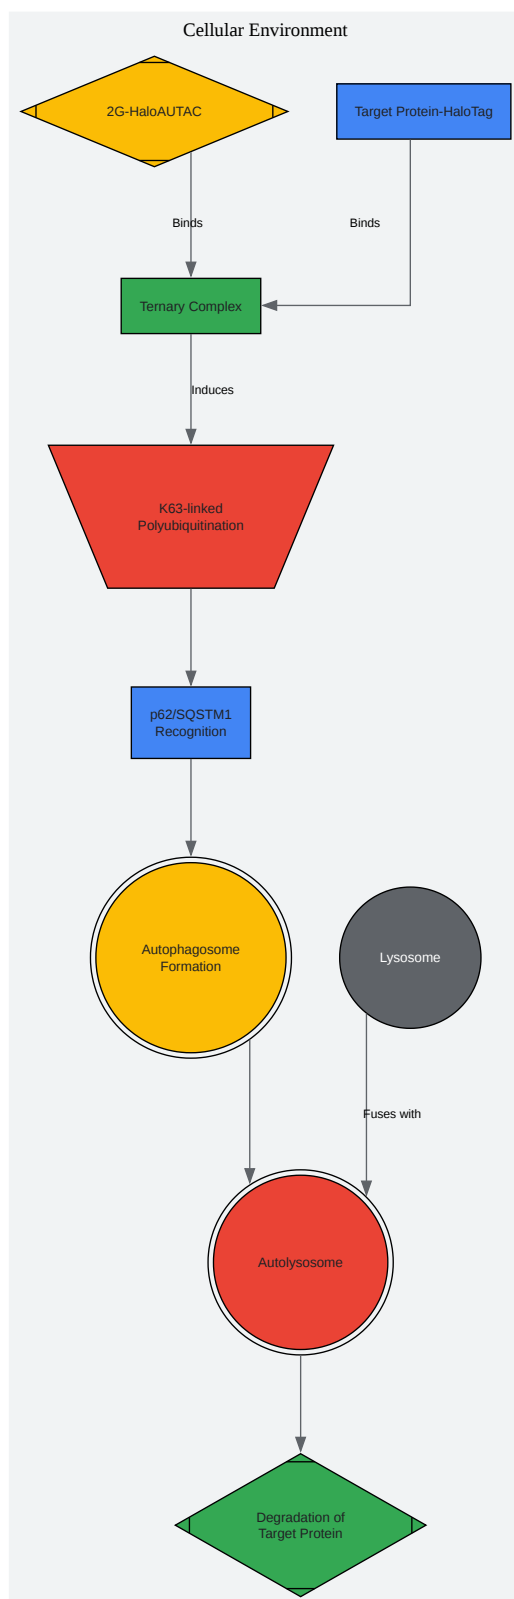 Cellular Environment
2G-HaloAUTAC
Target Protein-HaloTag
Binds
Binds
Ternary Complex
Induces
K63-linked
Polyubiquitination
p62/SQSTM1
Recognition
Autophagosome
Formation
Lysosome
Fuses with
Autolysosome
Degradation of
Target Protein